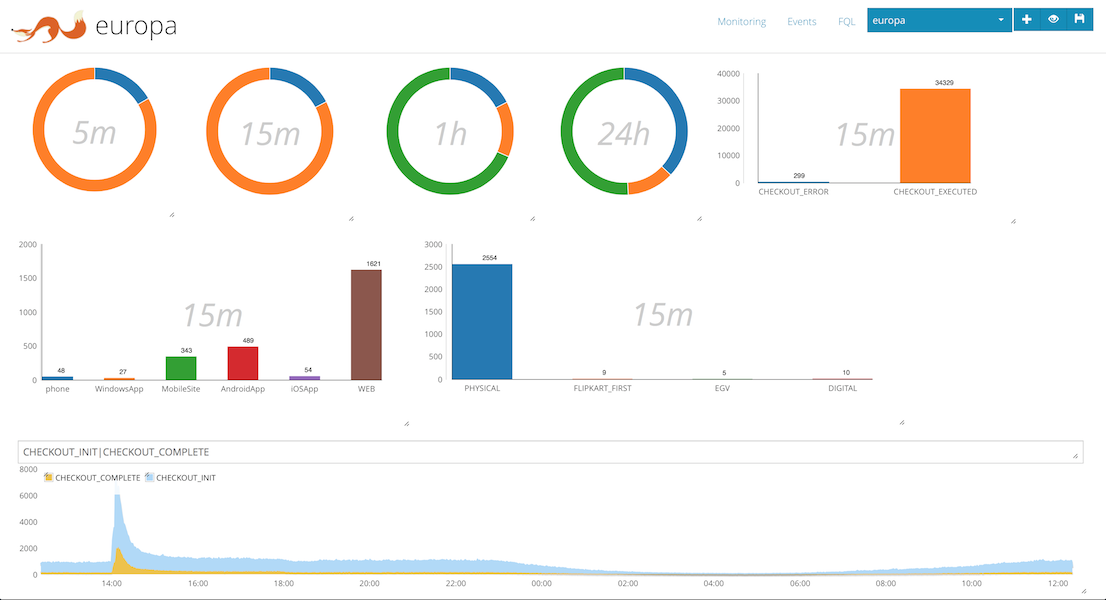 europa
Monitoring Events FQL europa
5m 15m 1h 24h 15m
40000
30000
20000
10000
0
299
34329
CHECKOUT_ERROR CHECKOUT_EXECUTED
2000
1500
1000
500
0
48 27 343 489 54 1621
15m
phone WindowsApp MobileSite AndroidApp iOSApp WEB
3000
2500
2000
1500
1000
500
0
2554 9 5 10
15m
PHYSICAL FLIPKART_FIRST EGV DIGITAL
CHECKOUT_INIT|CHECKOUT_COMPLETE
CHECKOUT_COMPLETE CHECKOUT_INIT
8000
6000
4000
2000
0
14:00 16:00 18:00 20:00 22:00 00:00 02:00 04:00 06:00 08:00 10:00 12:00